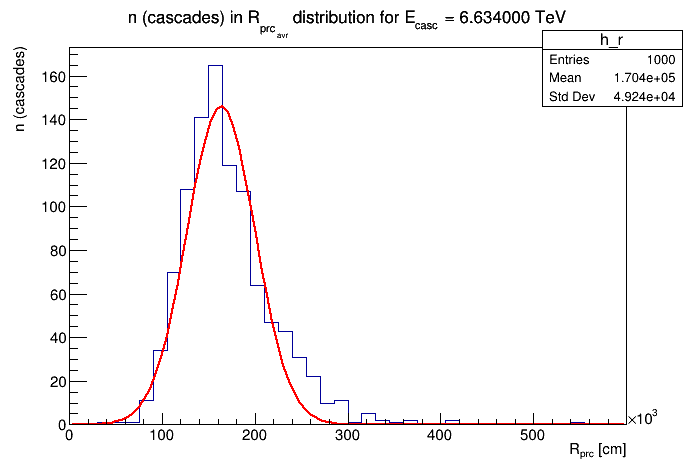 n (cascades) in R_prc_avr distribution for E_casc = 6.634000 TeV
h_r
Entries 1000
Mean 1.704e+05
Std Dev 4.924e+04
n (cascades)
160
140
120
100
80
60
40
20
0
0 100 200 300 400 500
×10³
R_prc [cm]